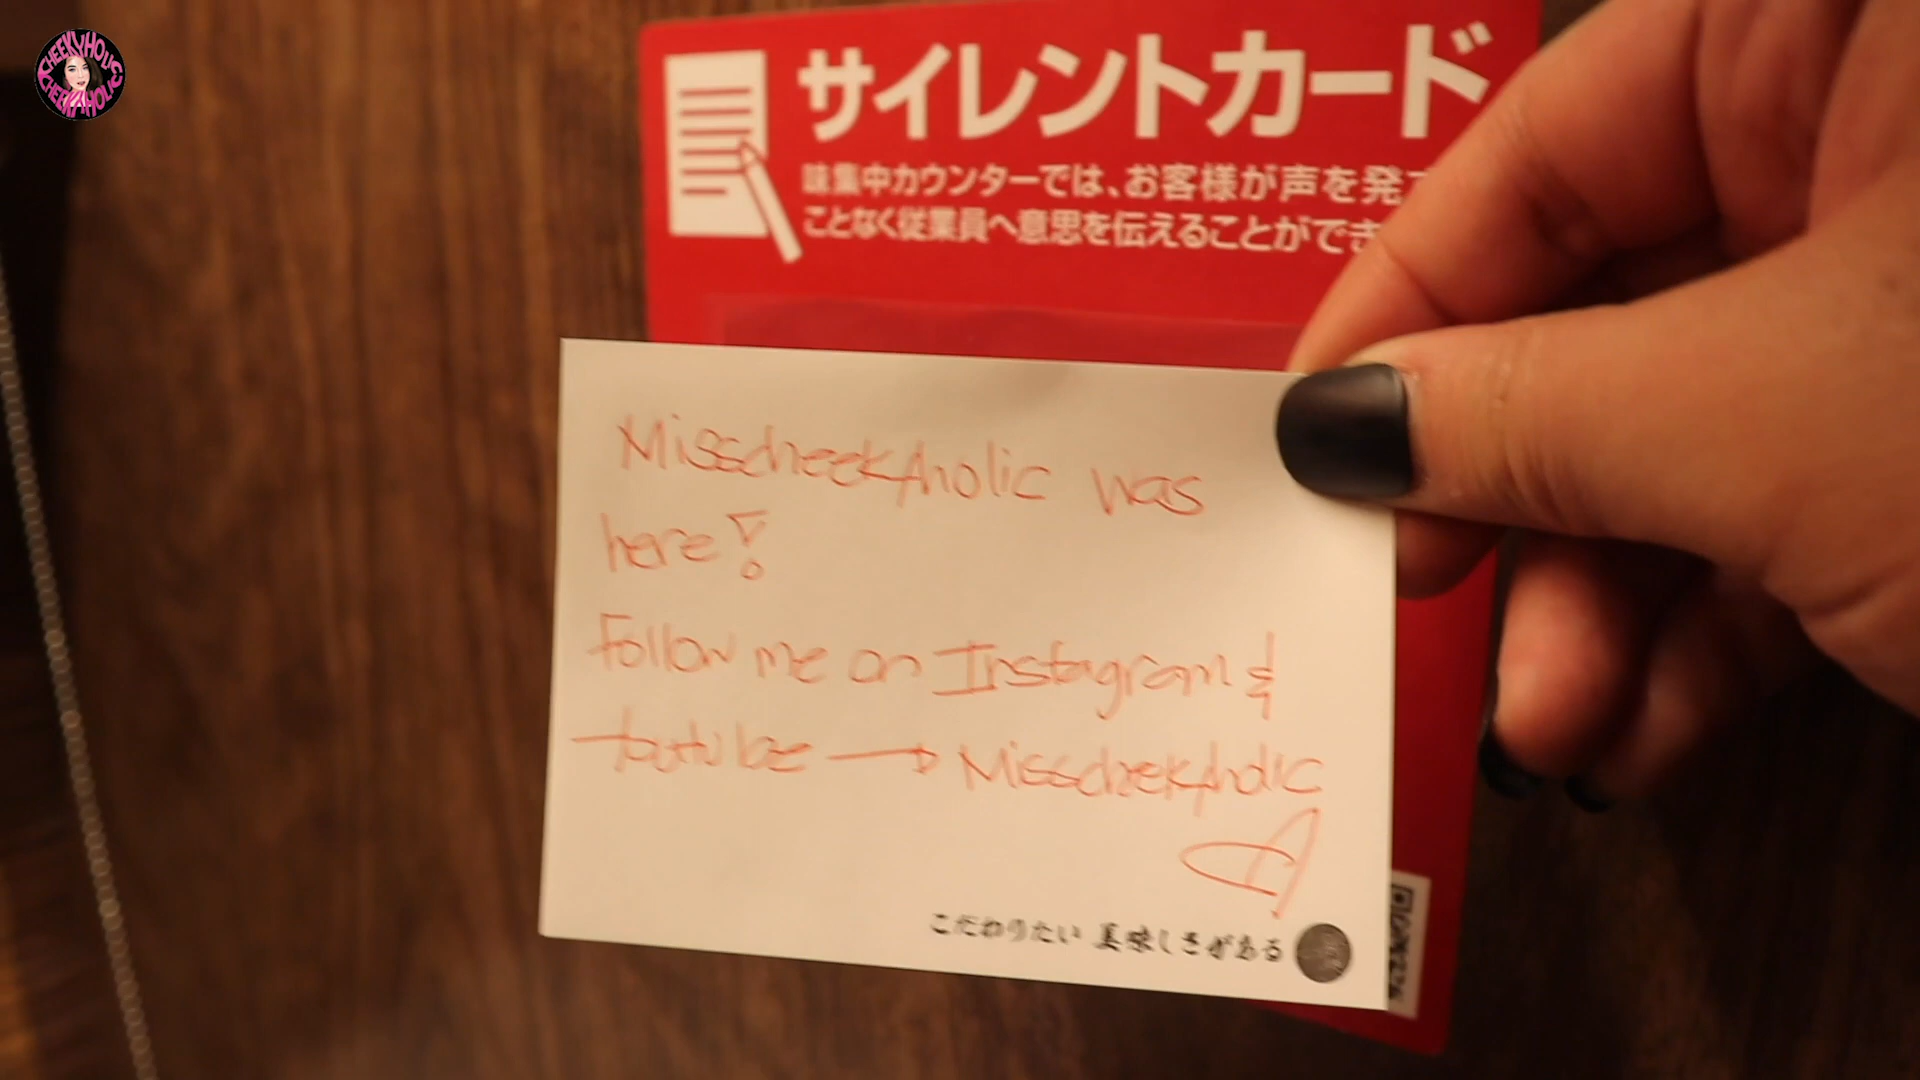 CHEEKYHOLIC
CHEEKAHOLIC
サイレントカード
味集中カウンターでは、お客様が声を発
ことなく従業員へ意思を伝えることができ
Misscheekaholic was
here!
Follow me on Instagram &
Youtube → Misscheekaholic
こだわりたい 美味しさがある